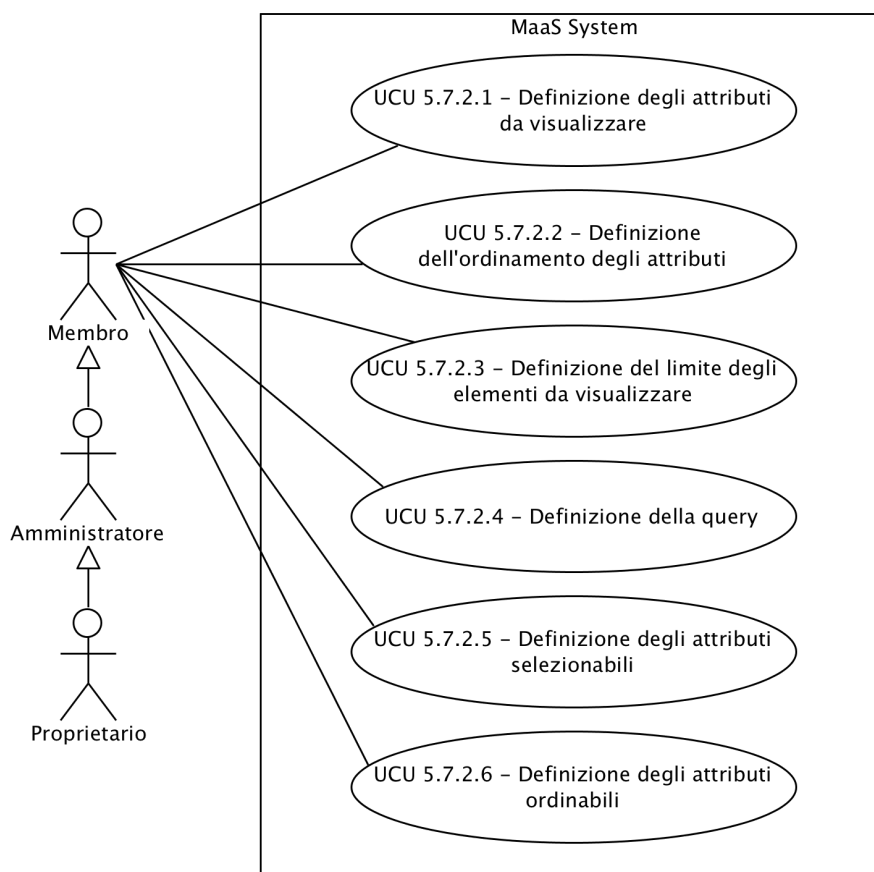 MaaS System
UCU 5.7.2.1 – Definizione degli attributi
da visualizzare
UCU 5.7.2.2 – Definizione
dell'ordinamento degli attributi
Membro
UCU 5.7.2.3 – Definizione del limite degli
elementi da visualizzare
UCU 5.7.2.4 – Definizione della query
Amministratore
UCU 5.7.2.5 – Definizione degli attributi
selezionabili
Proprietario
UCU 5.7.2.6 – Definizione degli attributi
ordinabili